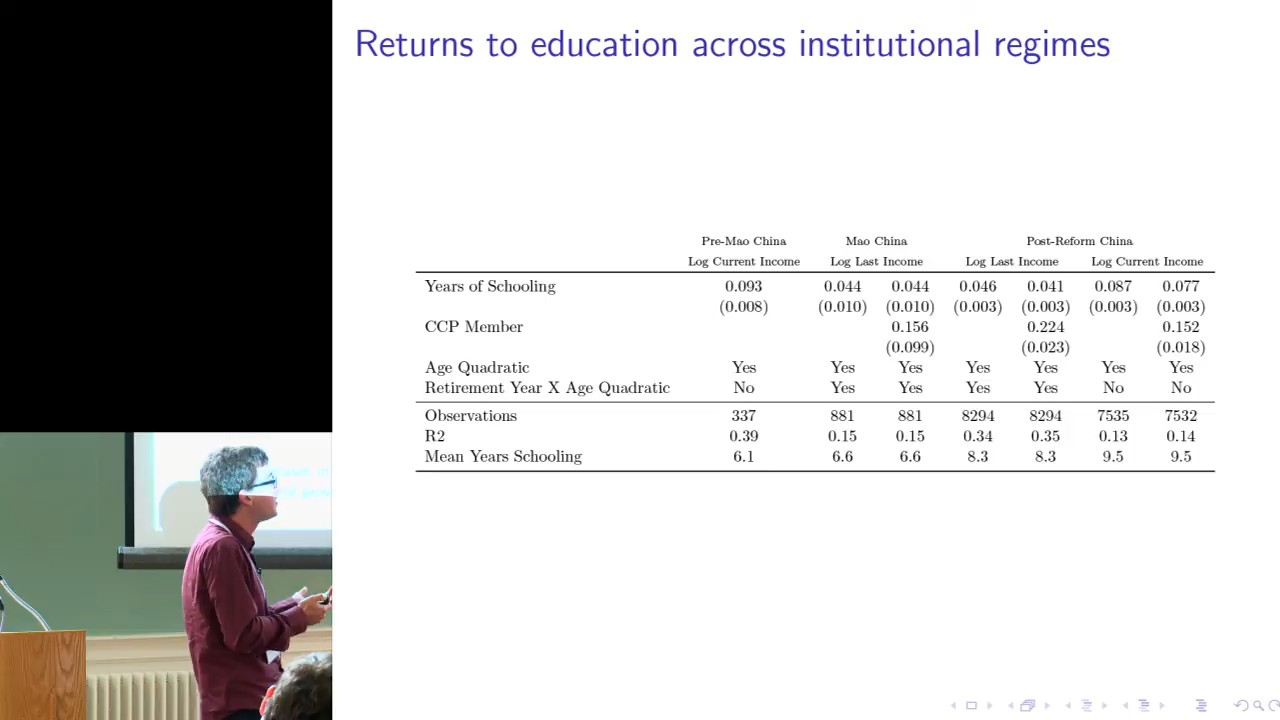 Returns to education across institutional regimes
Pre-Mao China Mao China Post-Reform China
Log Current Income Log Last Income Log Last Income Log Current Income
Years of Schooling 0.093 0.044 0.044 0.046 0.041 0.087 0.077
(0.008) (0.010) (0.010) (0.003) (0.003) (0.003) (0.003)
CCP Member 0.156 0.224 0.152
(0.099) (0.023) (0.018)
Age Quadratic Yes Yes Yes Yes Yes Yes Yes
Retirement Year X Age Quadratic No Yes Yes Yes Yes No No
Observations 337 881 881 8294 8294 7535 7532
R2 0.39 0.15 0.15 0.34 0.35 0.13 0.14
Mean Years Schooling 6.1 6.6 6.6 8.3 8.3 9.5 9.5